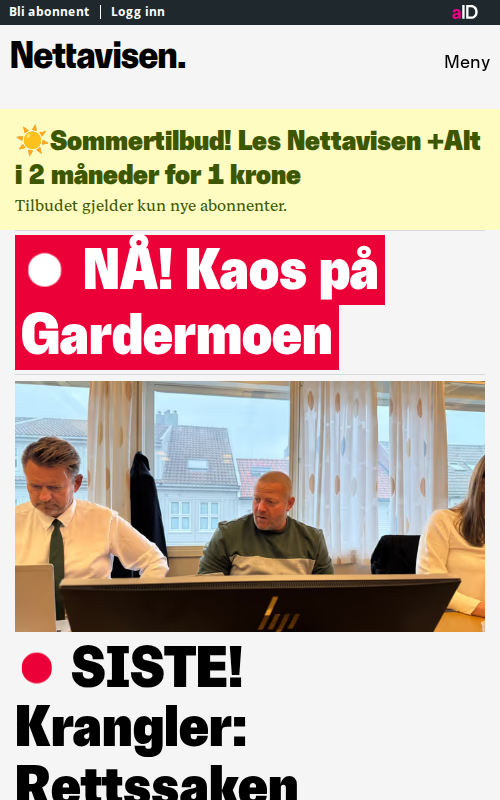 Bli abonnent | Logg inn
aID
Nettavisen.
Meny
☀️Sommertilbud! Les Nettavisen +Alt
i 2 måneder for 1 krone
Tilbudet gjelder kun nye abonnenter.
NÅ! Kaos på
Gardermoen
hp
SISTE!
Krangler:
Rettssaken